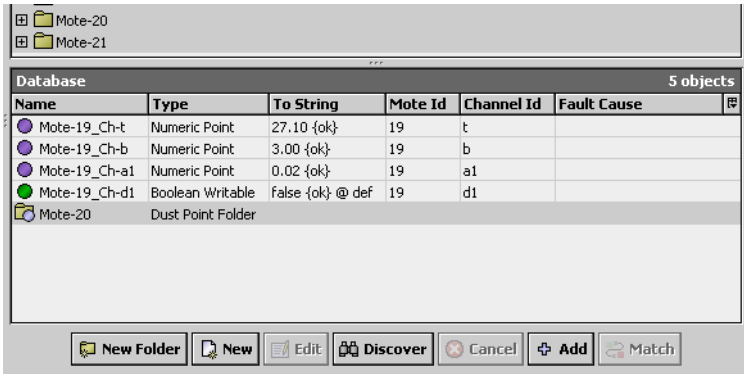 Mote-20
Mote-21
Database 5 objects
Name Type To String Mote Id Channel Id Fault Cause
Mote-19_Ch-t Numeric Point 27.10 {ok} 19 t
Mote-19_Ch-b Numeric Point 3.00 {ok} 19 b
Mote-19_Ch-a1 Numeric Point 0.02 {ok} 19 a1
Mote-19_Ch-d1 Boolean Writable false {ok} @ def 19 d1
Mote-20 Dust Point Folder
New Folder New Edit Discover Cancel Add Match